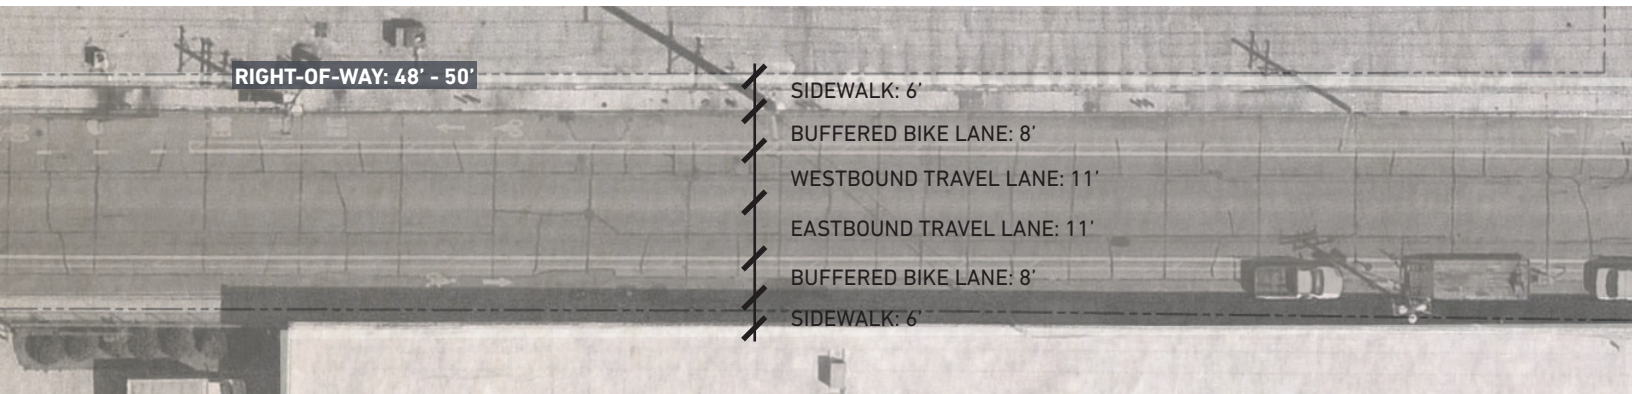 RIGHT-OF-WAY: 48’ - 50’
SIDEWALK: 6’
BUFFERED BIKE LANE: 8’
WESTBOUND TRAVEL LANE: 11’
EASTBOUND TRAVEL LANE: 11’
BUFFERED BIKE LANE: 8’
SIDEWALK: 6’